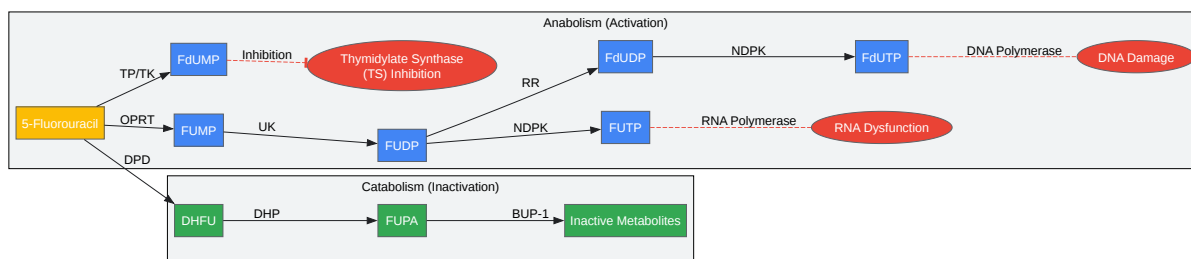 Anabolism (Activation)
FdUMP
Inhibition
Thymidylate Synthase
(TS) Inhibition
FdUDP
NDPK
FdUTP
DNA Polymerase
DNA Damage
TP/TK
RR
5-Fluorouracil
OPRT
FUMP
UK
FUDP
NDPK
FUTP
RNA Polymerase
RNA Dysfunction
DPD
Catabolism (Inactivation)
DHFU
DHP
FUPA
BUP-1
Inactive Metabolites